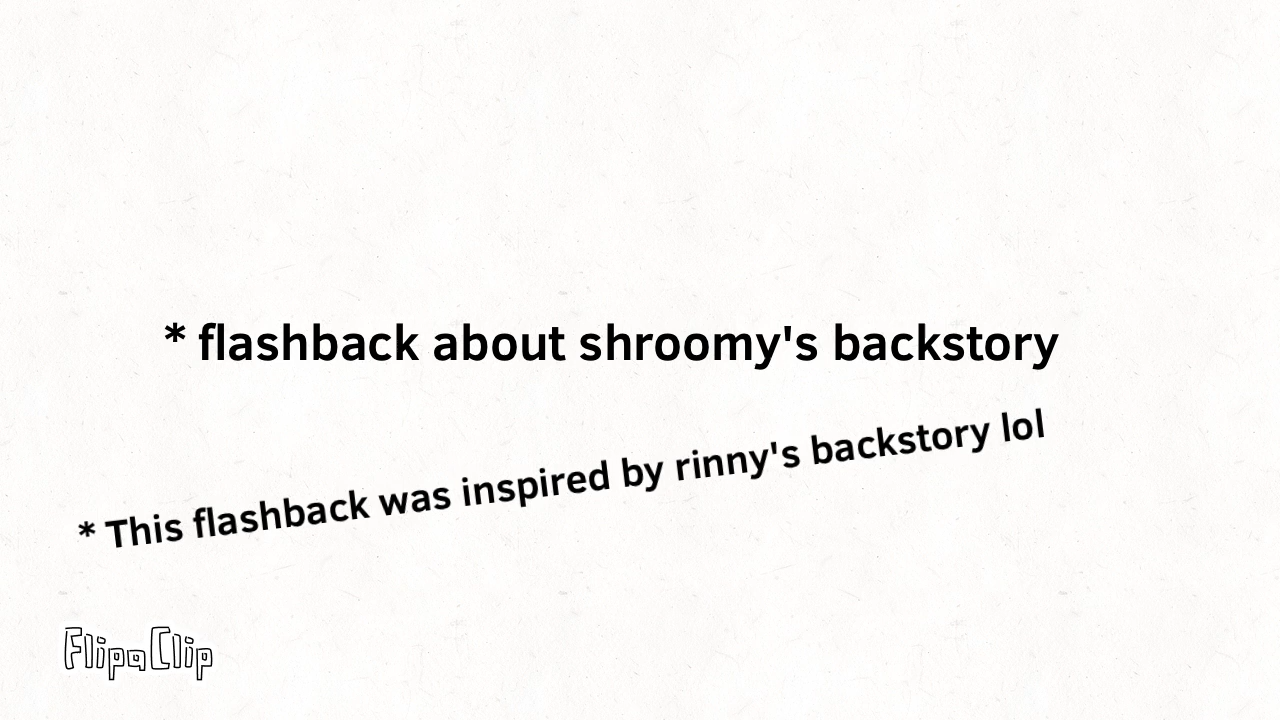 * flashback about shroomy's backstory
* This flashback was inspired by rinny's backstory lol
FlipaClip